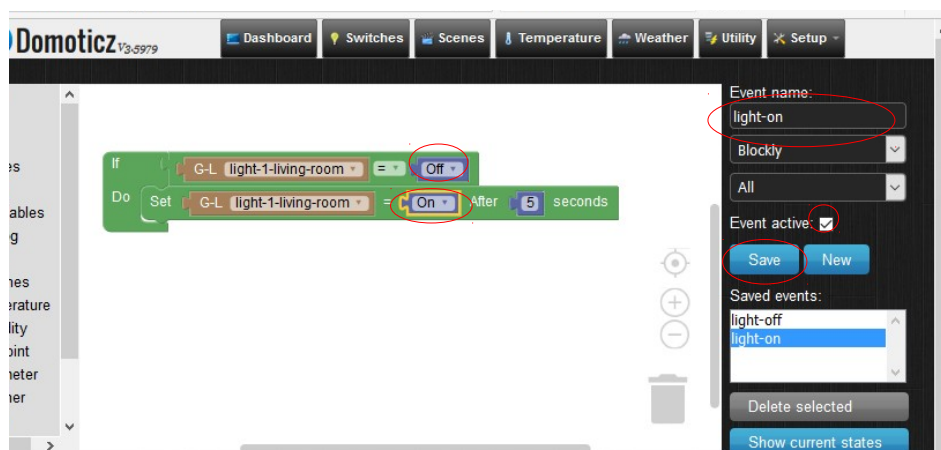 Domoticz V3.5979
Dashboard Switches Scenes Temperature Weather Utility Setup
If G-L light-1-living-room = Off
Do Set G-L light-1-living-room = On After 5 seconds
es
ables
g
nes
erature
lity
oint
neter
ner
Event name:
light-on
Blockly
All
Event active:
Save New
Saved events:
light-off
light-on
Delete selected
Show current states